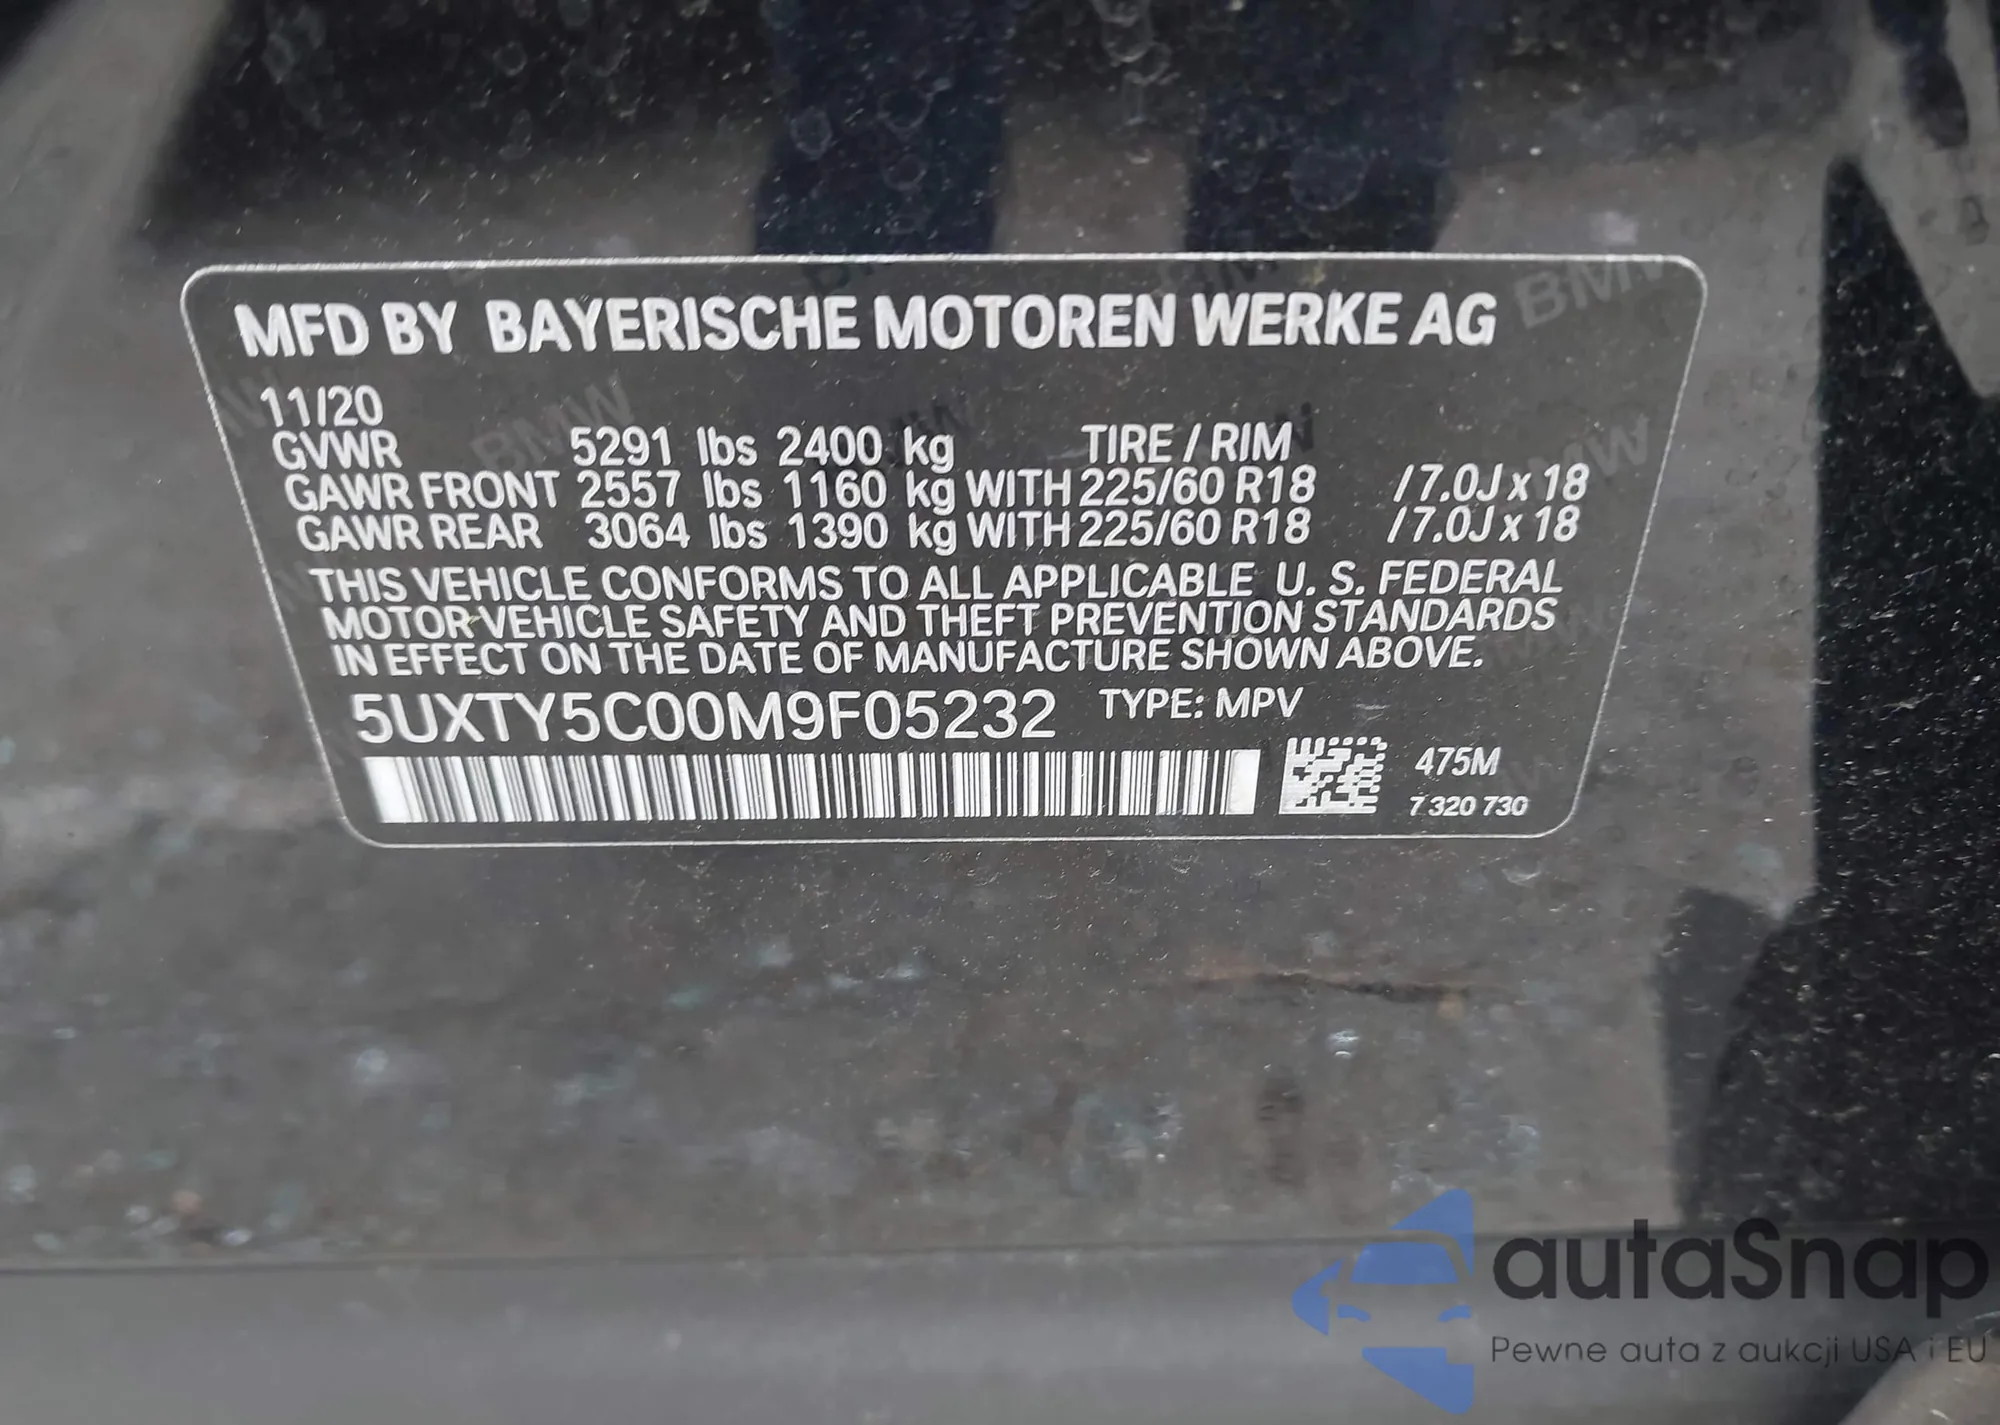 MFD BY BAYERISCHE MOTOREN WERKE AG
11/20
GVWR 5291 lbs 2400 kg TIRE / RIM
GAWR FRONT 2557 lbs 1160 kg WITH 225/60 R18 / 7.0J x 18
GAWR REAR 3064 lbs 1390 kg WITH 225/60 R18 / 7.0J x 18
THIS VEHICLE CONFORMS TO ALL APPLICABLE U. S. FEDERAL
MOTOR VEHICLE SAFETY AND THEFT PREVENTION STANDARDS
IN EFFECT ON THE DATE OF MANUFACTURE SHOWN ABOVE.
5UXTY5C00M9F05232 TYPE: MPV
475M
7 320 730
autaSnap
Pewne auta z aukcji USA i EU